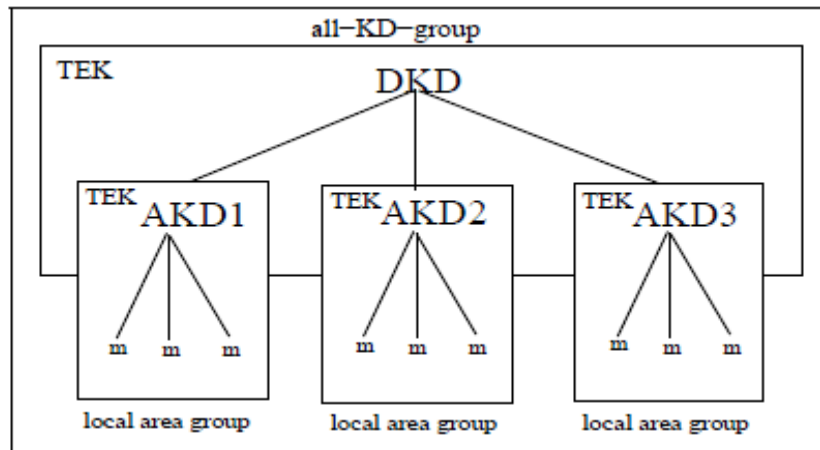 all-KD-group
TEK
DKD
TEK TEK TEK
AKD1 AKD2 AKD3
m m m m m m m m m
local area group local area group local area group